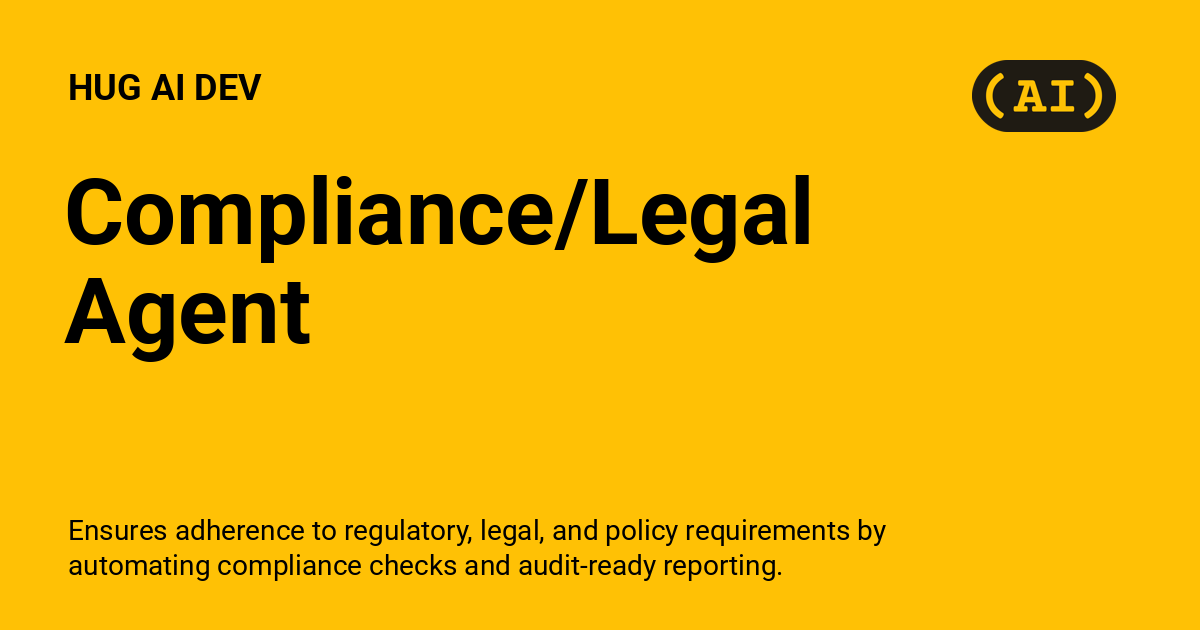 HUG AI DEV
(AI)
Compliance/Legal
Agent
Ensures adherence to regulatory, legal, and policy requirements by
automating compliance checks and audit-ready reporting.